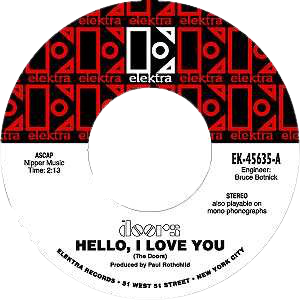 elektra
ASCAP
Nipper Music
Time: 2:13
EK-45635-A
Engineer:
Bruce Botnick
STEREO
also playable on
mono phonographs
doors
HELLO, I LOVE YOU
(The Doors)
Produced by Paul Rothchild
ELEKTRA RECORDS • 51 WEST 51 STREET • NEW YORK CITY